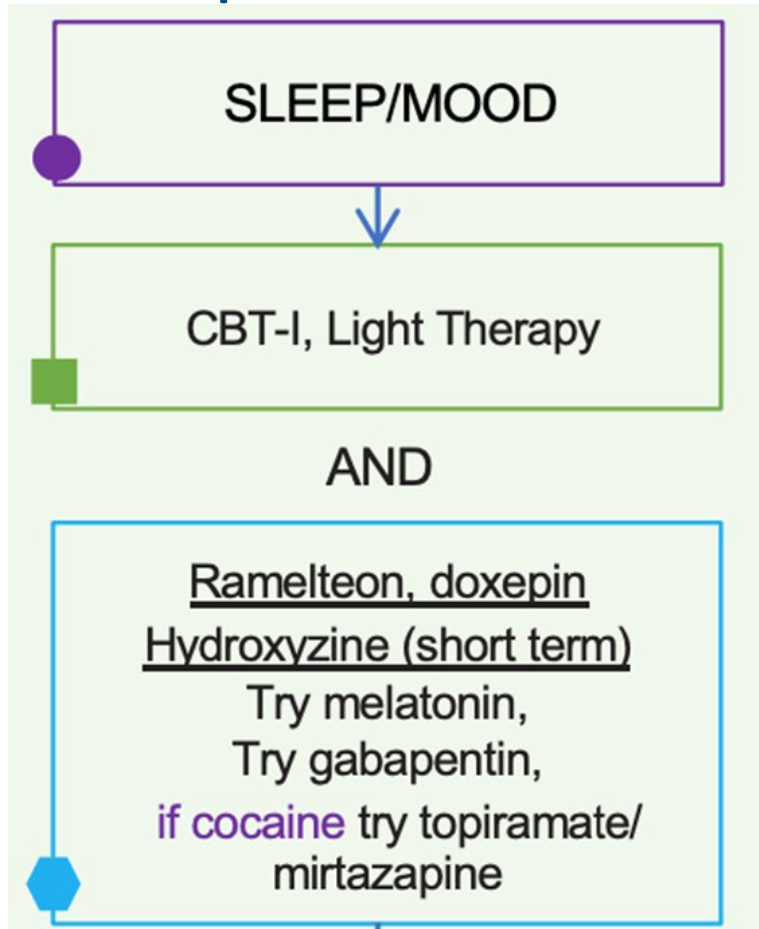 SLEEP/MOOD
CBT-I, Light Therapy
AND
Ramelteon, doxepin
Hydroxyzine (short term)
Try melatonin,
Try gabapentin,
if cocaine try topiramate/
mirtazapine